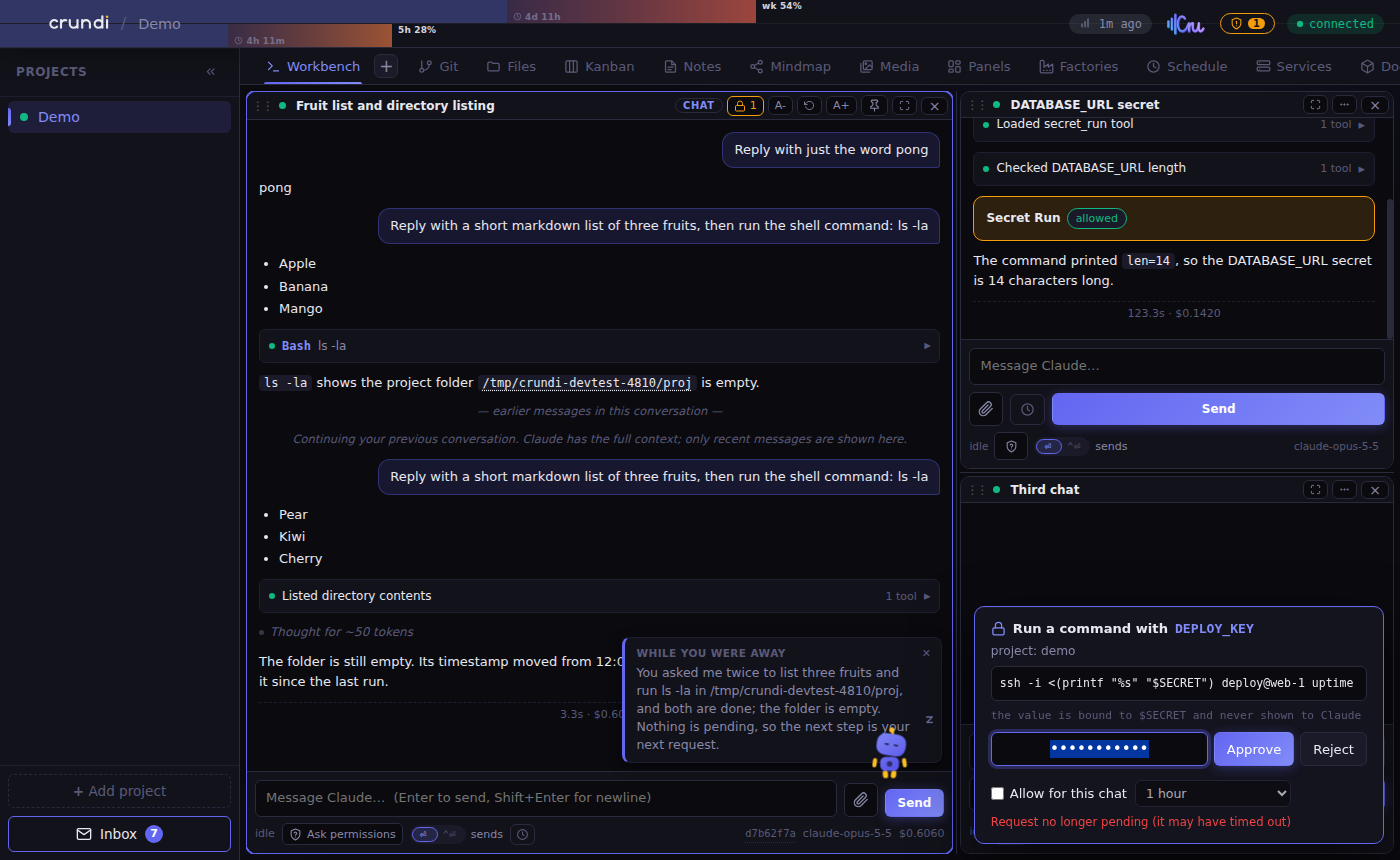 crundi / Demo
4d 11h
wk 54%
4h 11m
5h 28%
1m ago
Cru
1
connected
PROJECTS «
Demo
+ Add project
Inbox 7
Workbench + Git Files Kanban Notes Mindmap Media Panels Factories Schedule Services Do
Fruit list and directory listing CHAT 1 A- A+
Reply with just the word pong
pong
Reply with a short markdown list of three fruits, then run the shell command: ls -la
• Apple
• Banana
• Mango
Bash ls -la
ls -la shows the project folder /tmp/crundi-devtest-4810/proj is empty.
— earlier messages in this conversation —
Continuing your previous conversation. Claude has the full context; only recent messages are shown here.
Reply with a short markdown list of three fruits, then run the shell command: ls -la
• Pear
• Kiwi
• Cherry
Listed directory contents 1 tool
Thought for ~50 tokens
The folder is still empty. Its timestamp moved from 12:0
it since the last run.
3.3s · $0.60
WHILE YOU WERE AWAY ×
You asked me twice to list three fruits and
run ls -la in /tmp/crundi-devtest-4810/proj,
and both are done; the folder is empty.
Nothing is pending, so the next step is your
next request.
z
Message Claude… (Enter to send, Shift+Enter for newline)
Send
idle Ask permissions sends d7b62f7a claude-opus-5-5 $0.6060
DATABASE_URL secret
Loaded secret_run tool 1 tool
Checked DATABASE_URL length 1 tool
Secret Run allowed
The command printed len=14, so the DATABASE_URL secret
is 14 characters long.
123.3s · $0.1420
Message Claude…
Send
idle sends claude-opus-5-5
Third chat
Run a command with DEPLOY_KEY
project: demo
ssh -i <(printf "%s" "$SECRET") deploy@web-1 uptime
the value is bound to $SECRET and never shown to Claude
••••••••••• Approve Reject
Allow for this chat 1 hour
Request no longer pending (it may have timed out)